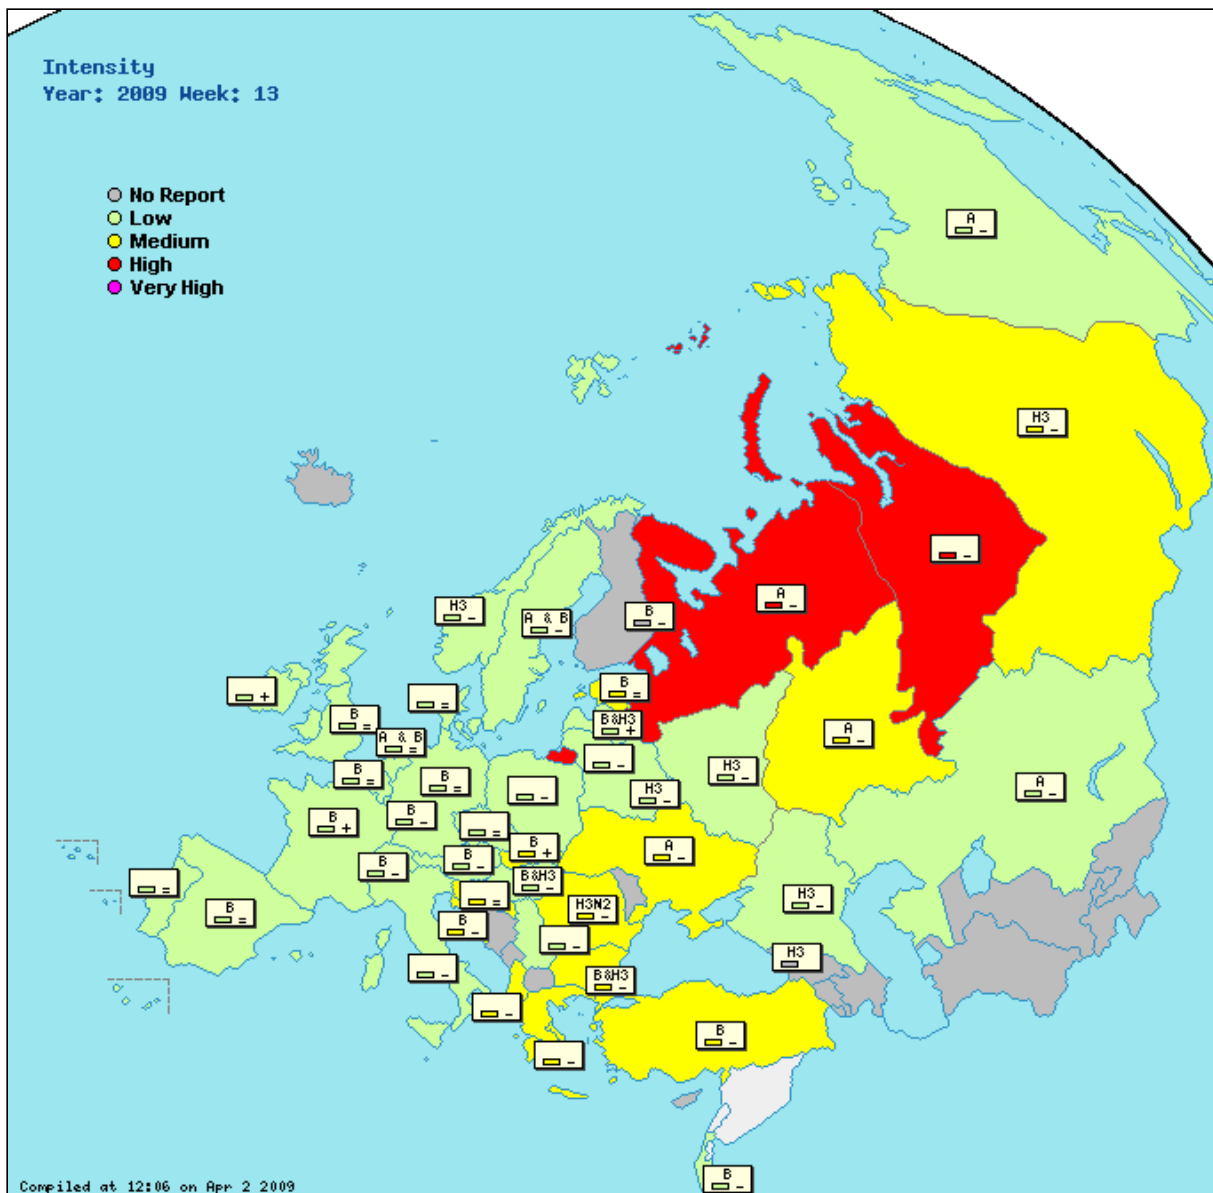 Intensity
Year: 2009 Week: 13
No Report
Low
Medium
High
Very High
A
-
H3
-
-
A
-
B
-
H3
-
A & B
-
+
=
B
=
B
=
A & B
=
B&H3
+
-
A
-
H3
-
B
=
B
=
-
H3
-
A
-
B
+
B
-
=
B
+
A
-
B
-
B
-
B&H3
-
=
B
=
=
H3N2
-
H3
-
B
-
-
-
H3
B&H3
-
-
-
B
-
B
-
Compiled at 12:06 on Apr 2 2009